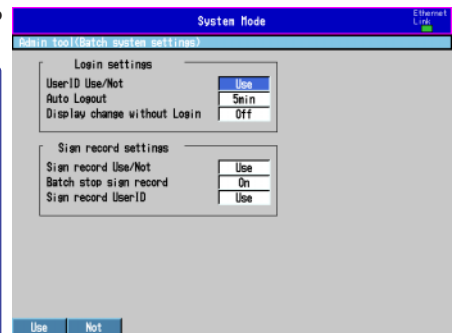 System Mode
Ethernet
Link
Admin tool(Batch system settings)
Login settings
UserID Use/Not Use
Auto Logout 5min
Display change without Login Off
Sign record settings
Sign record Use/Not Use
Batch stop sign record On
Sign record UserID Use
Use Not